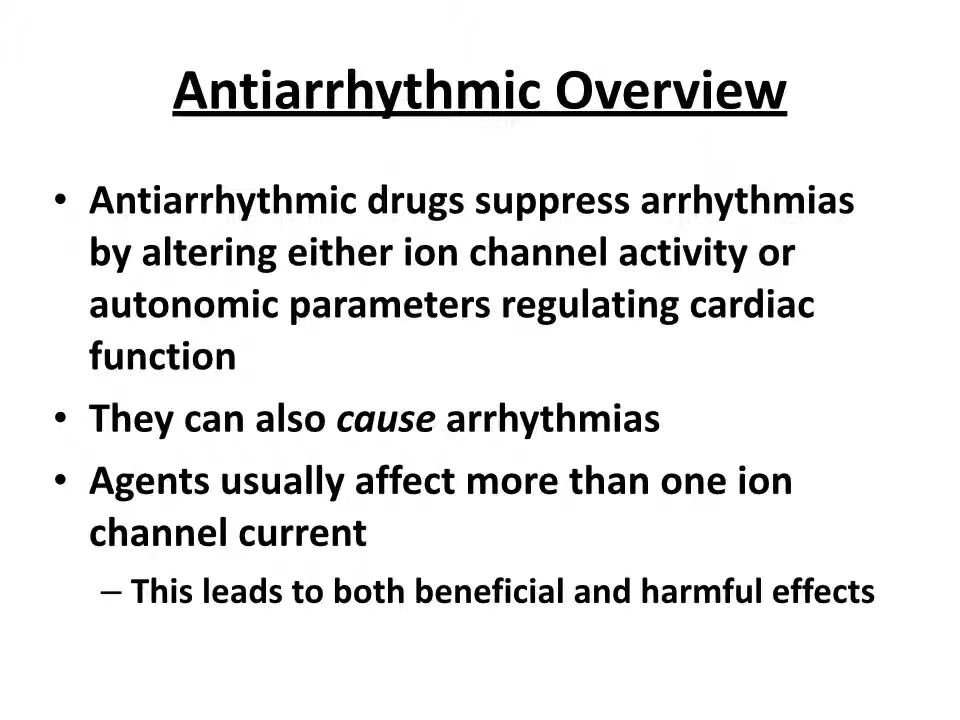 Antiarrhythmic Overview
• Antiarrhythmic drugs suppress arrhythmias
by altering either ion channel activity or
autonomic parameters regulating cardiac
function
• They can also cause arrhythmias
• Agents usually affect more than one ion
channel current
– This leads to both beneficial and harmful effects